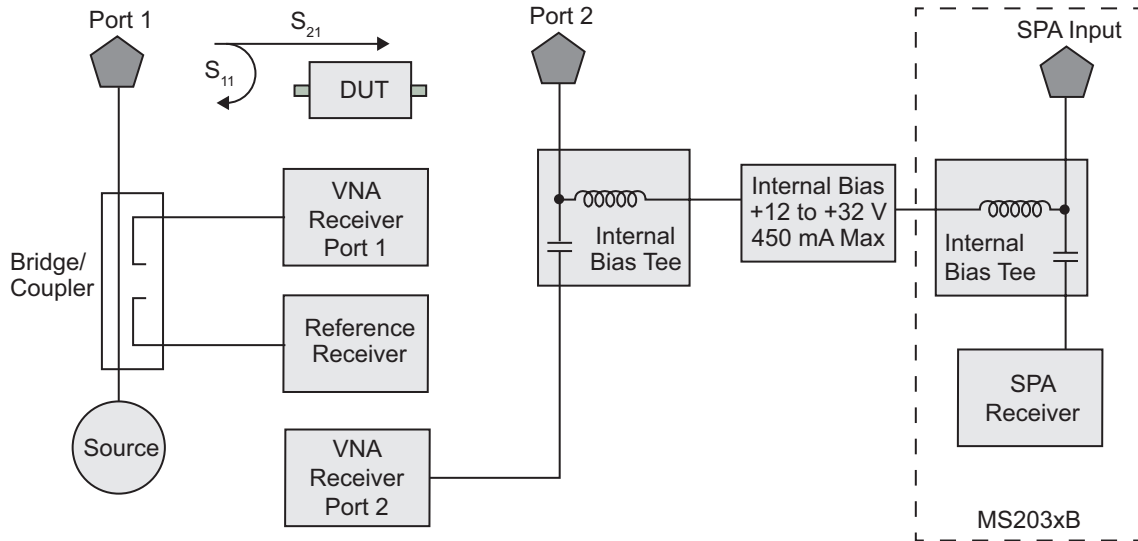 Port 1
S21
S11
DUT
Port 2
SPA Input
VNA
Receiver
Port 1
Internal
Bias Tee
Internal Bias
+12 to +32 V
450 mA Max
Internal
Bias Tee
Bridge/
Coupler
Reference
Receiver
SPA
Receiver
Source
VNA
Receiver
Port 2
MS203xB